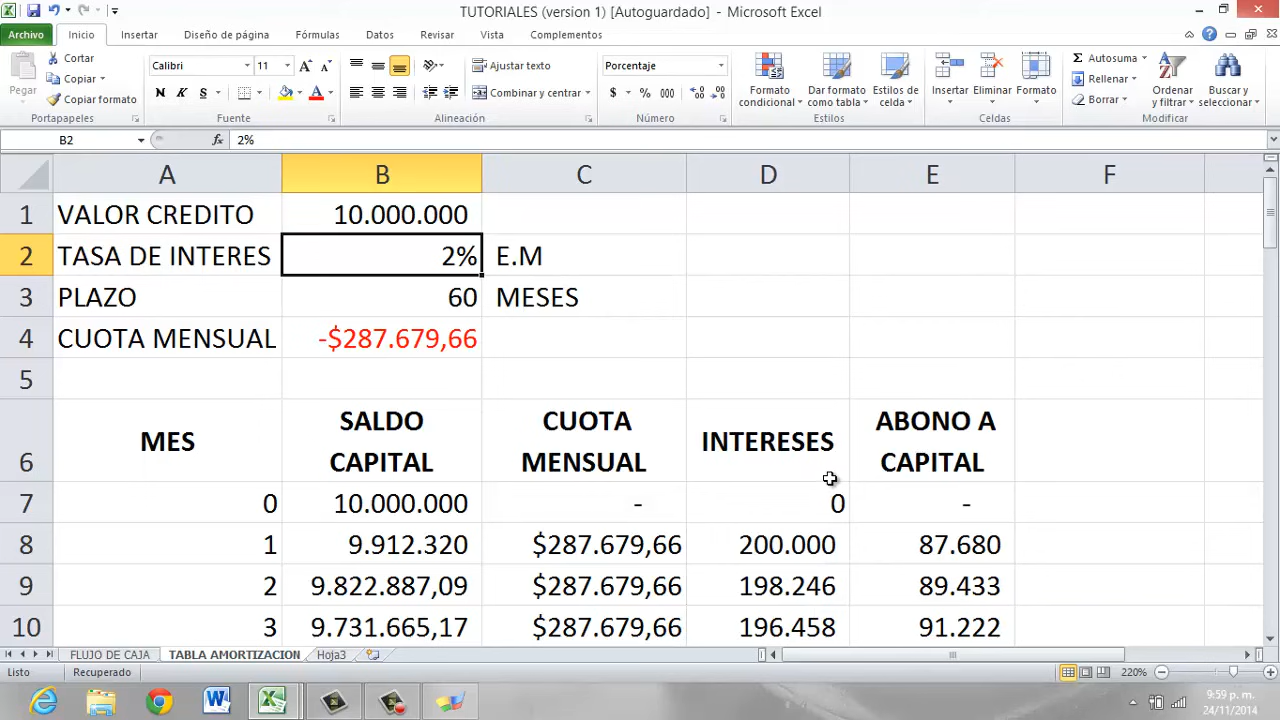 TUTORIALES (version 1) [Autoguardado] - Microsoft Excel
Archivo Inicio Insertar Diseño de página Fórmulas Datos Revisar Vista Complementos
Pegar
Cortar
Copiar
Copiar formato
Portapapeles
Calibri 11
N K S
Fuente
Ajustar texto
Combinar y centrar
Alineación
Porcentaje
$ % 000
Número
Formato condicional
Dar formato como tabla
Estilos de celda
Estilos
Insertar Eliminar Formato
Celdas
Σ Autosuma
Rellenar
Borrar
Ordenar y filtrar
Buscar y seleccionar
Modificar
B2 fx 2%
A B C D E F
1 VALOR CREDITO 10.000.000
2 TASA DE INTERES 2% E.M
3 PLAZO 60 MESES
4 CUOTA MENSUAL -$287.679,66
5
6 MES SALDO CAPITAL CUOTA MENSUAL INTERESES ABONO A CAPITAL
7 0 10.000.000 - 0 -
8 1 9.912.320 $287.679,66 200.000 87.680
9 2 9.822.887,09 $287.679,66 198.246 89.433
10 3 9.731.665,17 $287.679,66 196.458 91.222
FLUJO DE CAJA TABLA AMORTIZACION Hoja3
Listo Recuperado 220%
9:59 p. m.
24/11/2014